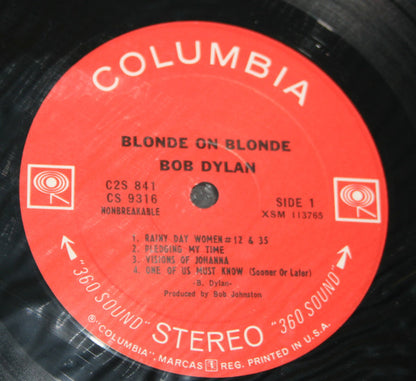 COLUMBIA
BLONDE ON BLONDE
BOB DYLAN
C2S 841
CS 9316
NONBREAKABLE
SIDE 1
XSM 113765
1. RAINY DAY WOMEN #12 & 35
2. PLEDGING MY TIME
3. VISIONS OF JOHANNA
4. ONE OF US MUST KNOW (Sooner Or Later)
-B. Dylan-
Produced by Bob Johnston
"360 SOUND" STEREO "360 SOUND"
® "COLUMBIA", MARCAS REG. PRINTED IN U.S.A.